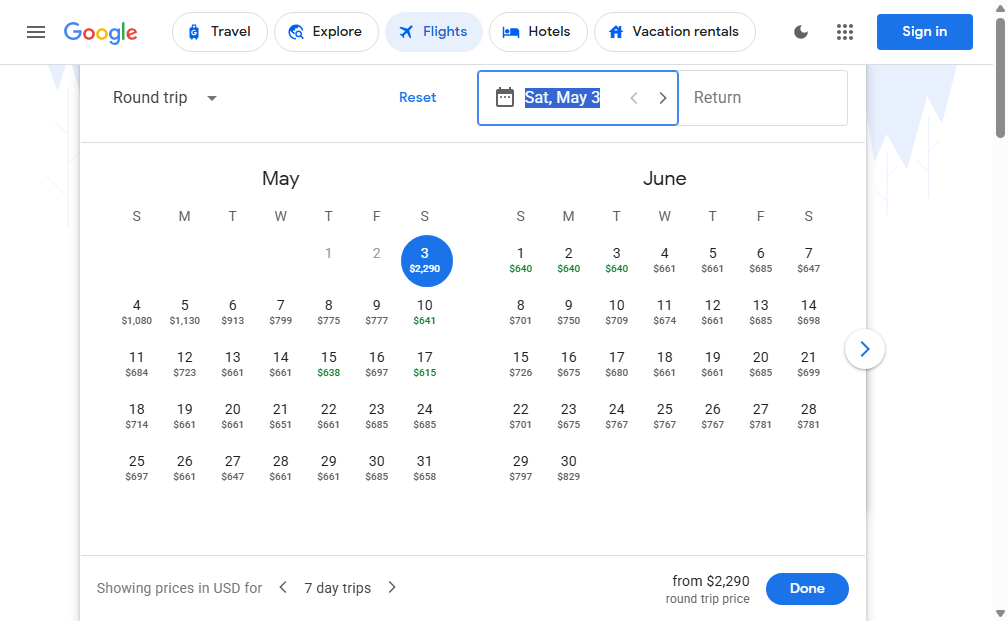 Google
Travel
Explore
Flights
Hotels
Vacation rentals
Sign in
Round trip
Reset
Sat, May 3
Return
May
June
S M T W T F S
S M T W T F S
1 2 3
$2,290
1 2 3 4 5 6 7
$640 $640 $640 $661 $661 $685 $647
4 5 6 7 8 9 10
$1,080 $1,130 $913 $799 $775 $777 $641
8 9 10 11 12 13 14
$701 $750 $709 $674 $661 $685 $698
11 12 13 14 15 16 17
$684 $723 $661 $661 $638 $697 $615
15 16 17 18 19 20 21
$726 $675 $680 $661 $661 $685 $699
18 19 20 21 22 23 24
$714 $661 $661 $651 $661 $685 $685
22 23 24 25 26 27 28
$701 $675 $767 $767 $767 $781 $781
25 26 27 28 29 30 31
$697 $661 $647 $661 $661 $685 $658
29 30
$797 $829
Showing prices in USD for
7 day trips
from $2,290
round trip price
Done